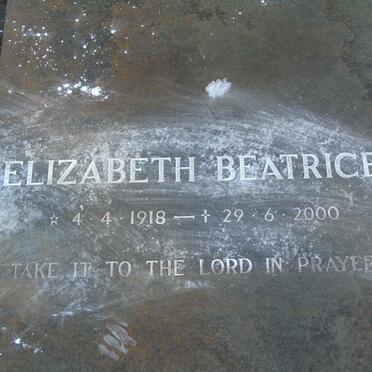 ELIZABETH BEATRICE
☆ 4·4·1918 — † 29·6·2000
TAKE IT TO THE LORD IN PRAYER